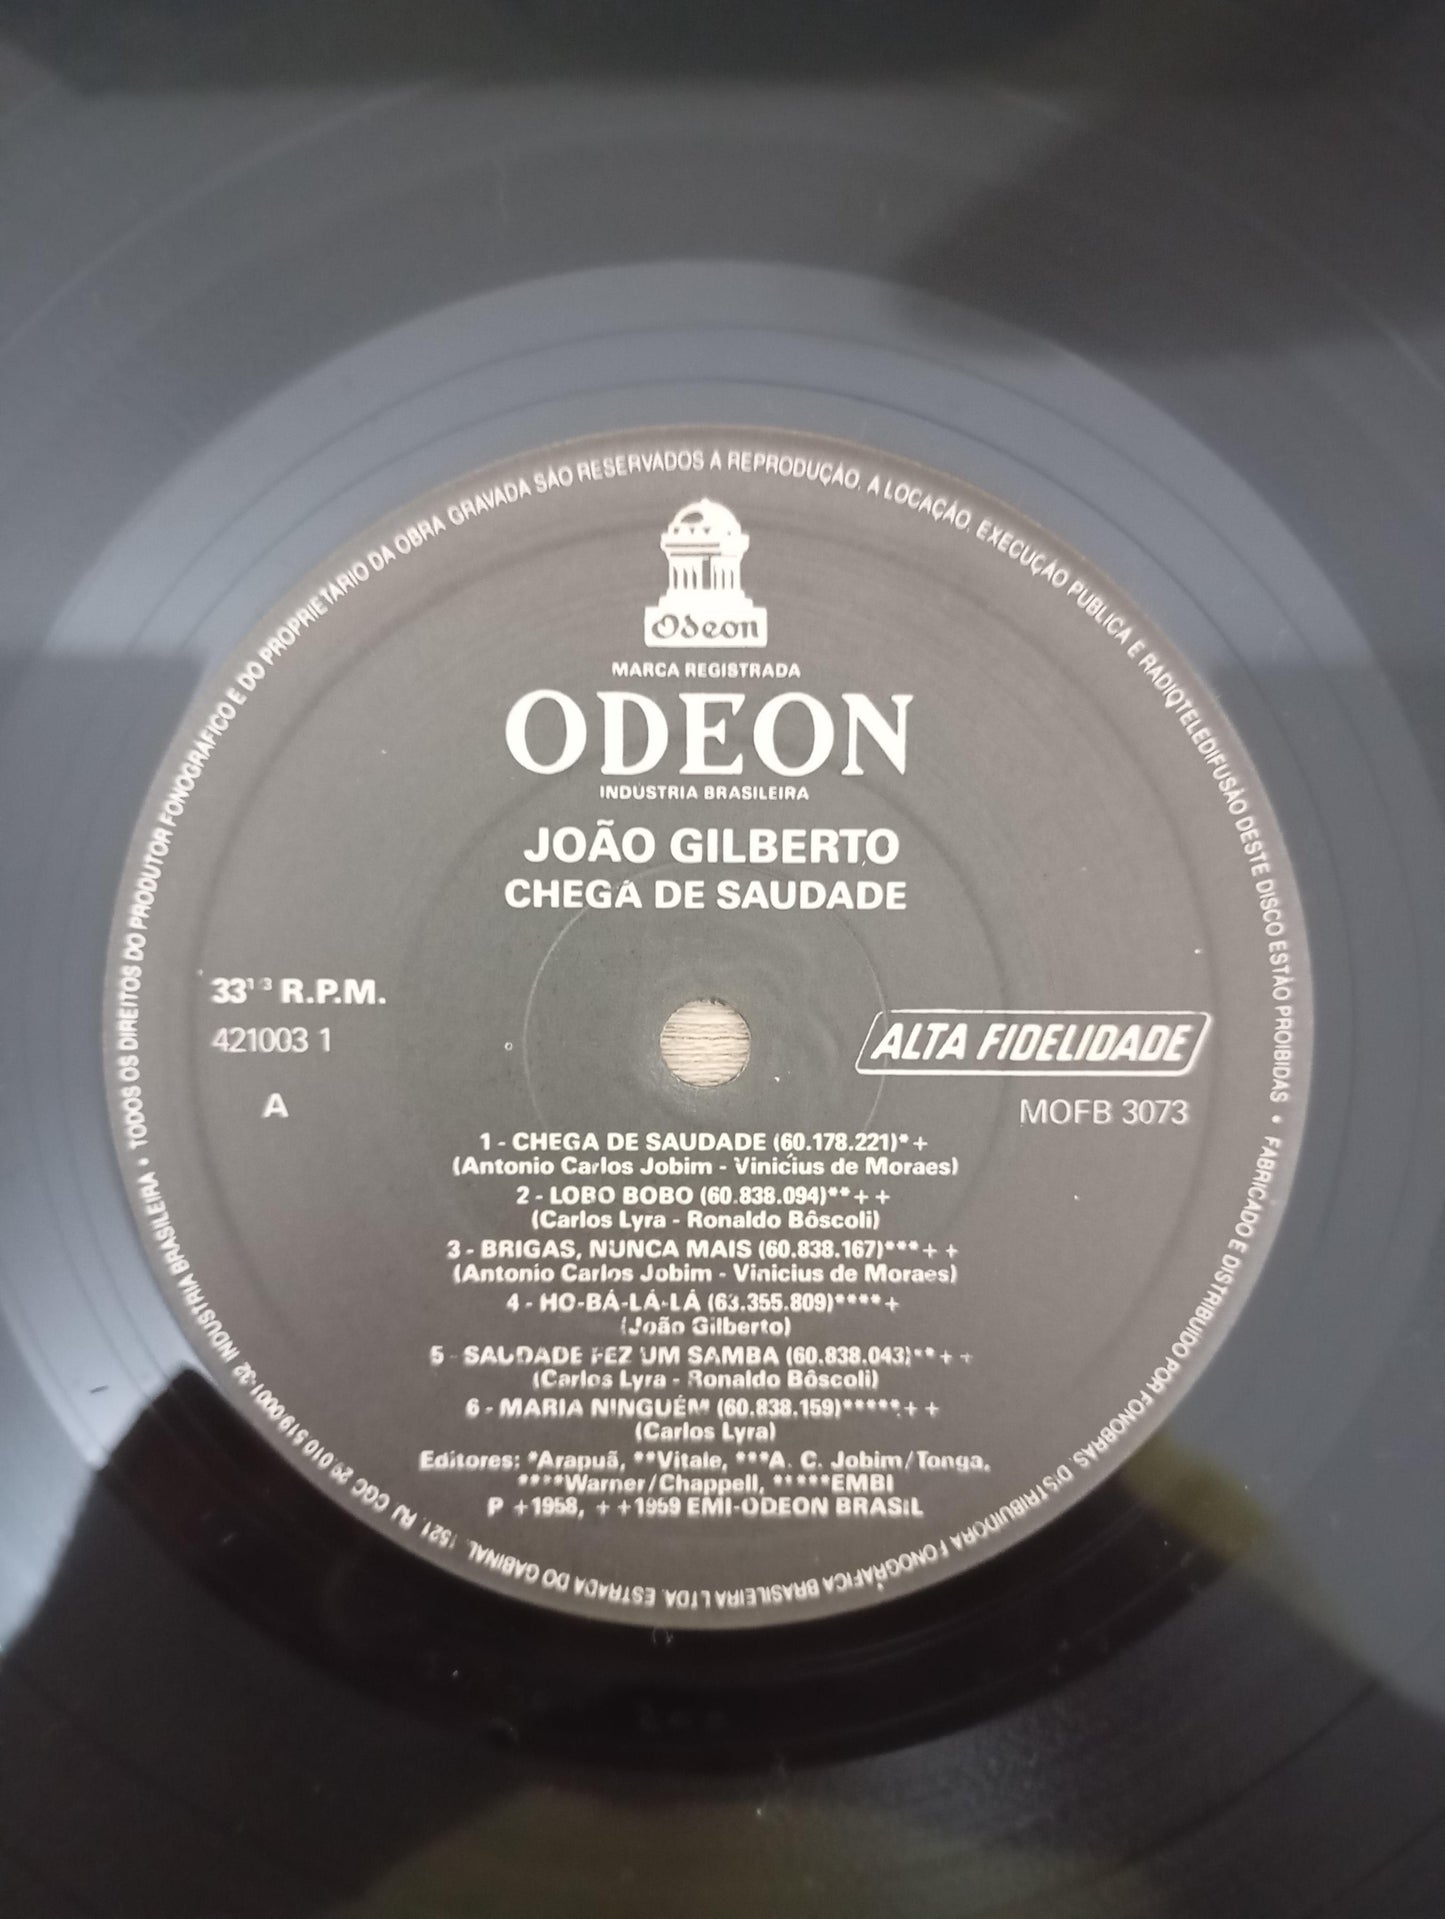 TODOS OS DIREITOS DO PRODUTOR FONOGRAFICO E DO PROPRIETARIO DA OBRA GRAVADA SÃO RESERVADOS A REPRODUÇÃO. A LOCAÇÃO. EXECUÇÃO PUBLICA E RADIOTELEDIFUSÃO DESTE DISCO ESTÃO PROIBIDAS •
Odeon
MARCA REGISTRADA
ODEON
INDÚSTRIA BRASILEIRA
JOÃO GILBERTO
CHEGA DE SAUDADE
33 1/3 R.P.M.
421003 1
A
ALTA FIDELIDADE
MOFB 3073
1 - CHEGA DE SAUDADE (60.178.221)*+
(Antonio Carlos Jobim - Vinicius de Moraes)
2 - LOBO BOBO (60.838.094)**++
(Carlos Lyra - Ronaldo Bôscoli)
3 - BRIGAS, NUNCA MAIS (60.838.167)***++
(Antonio Carlos Jobim - Vinicius de Moraes)
4 - HO-BÁ-LÁ-LÁ (63.355.809)****+
(João Gilberto)
5 - SAUDADE FEZ UM SAMBA (60.838.043)**++
(Carlos Lyra - Ronaldo Bôscoli)
6 - MARIA NINGUÉM (60.838.159)*****++
(Carlos Lyra)
Editores: *Arapuã, **Vitale, ***A. C. Jobim/Tonga,
****Warner/Chappell, *****EMBI
P +1958, ++1959 EMI-ODEON BRASIL
FABRICADO E DISTRIBUIDO POR FONOBRAS. DISTRIBUIDORA FONOGRÁFICA BRASILEIRA LTDA. ESTRADA DO GABINAL. 1521. RJ CGC 29.010.519.0001-32 INDUSTRIA BRASILEIRA •